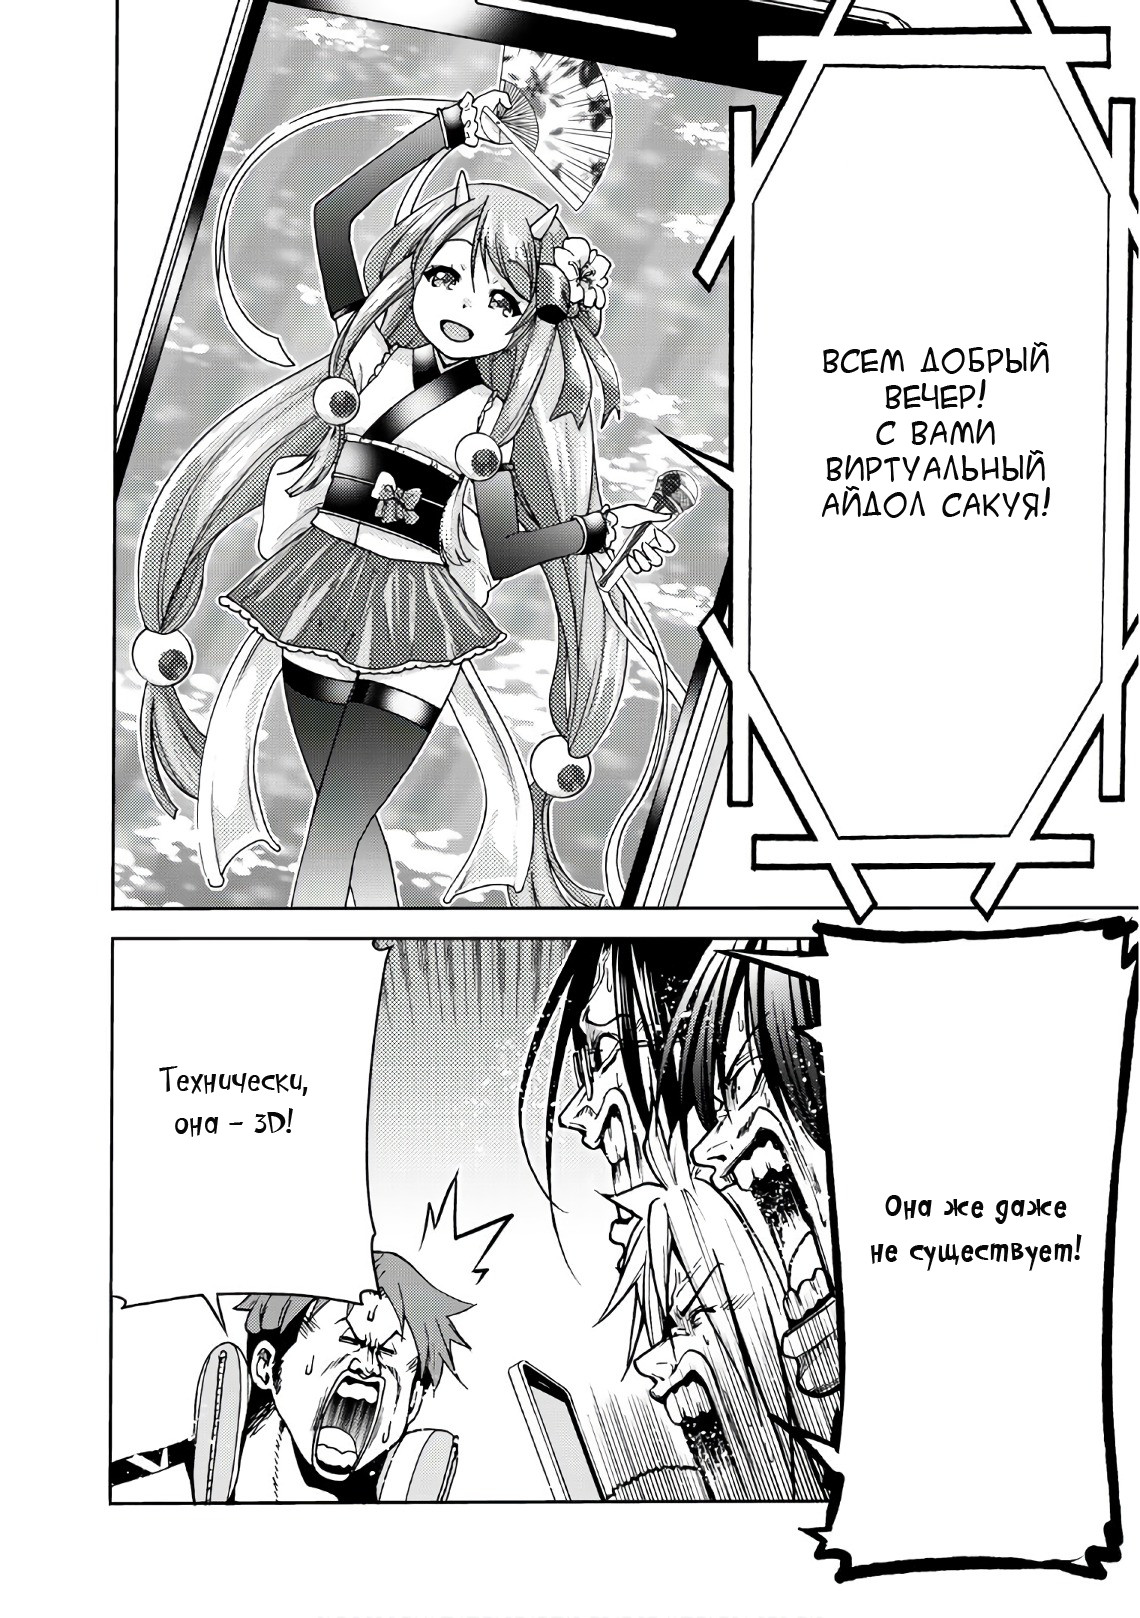 ВСЕМ ДОБРЫЙ
ВЕЧЕР!
С ВАМИ
ВИРТУАЛЬНЫЙ
АЙДОЛ САКУЯ!
Она же даже
не существует!
Технически,
она - 3D!